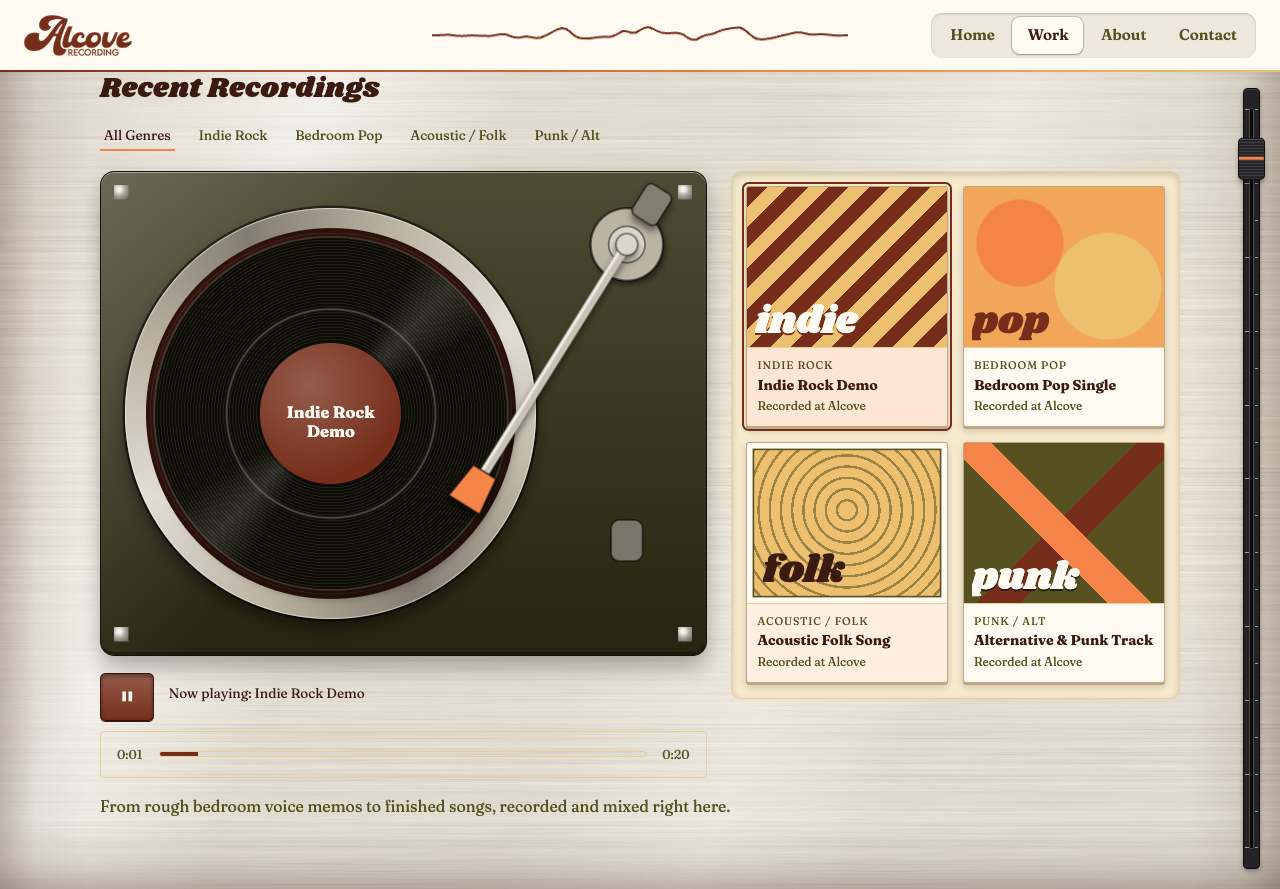 Alcove
RECORDING
Home
Work
About
Contact
Recent Recordings
All Genres
Indie Rock
Bedroom Pop
Acoustic / Folk
Punk / Alt
Indie Rock
Demo
indie
INDIE ROCK
Indie Rock Demo
Recorded at Alcove
pop
BEDROOM POP
Bedroom Pop Single
Recorded at Alcove
folk
ACOUSTIC / FOLK
Acoustic Folk Song
Recorded at Alcove
punk
PUNK / ALT
Alternative & Punk Track
Recorded at Alcove
Now playing: Indie Rock Demo
0:01
0:20
From rough bedroom voice memos to finished songs, recorded and mixed right here.